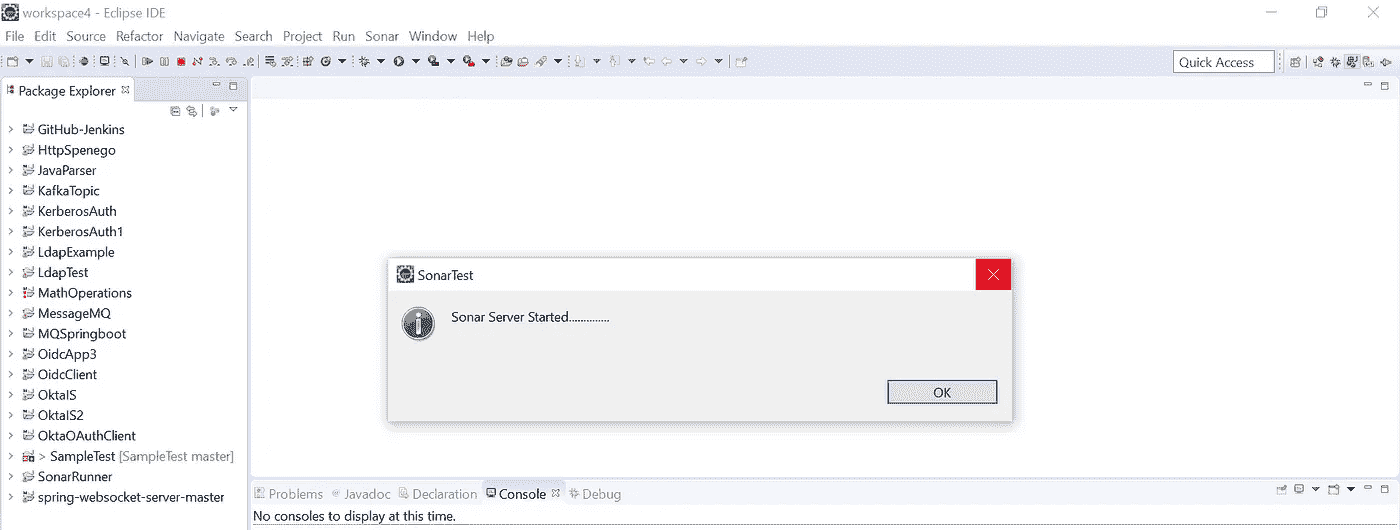 workspace4 - Eclipse IDE
File Edit Source Refactor Navigate Search Project Run Sonar Window Help
Quick Access
Package Explorer
GitHub-Jenkins
HttpSpenego
JavaParser
KafkaTopic
KerberosAuth
KerberosAuth1
LdapExample
LdapTest
MathOperations
MessageMQ
MQSpringboot
OidcApp3
OidcClient
OktaIS
OktaIS2
OktaOAuthClient
> SampleTest [SampleTest master]
SonarRunner
spring-websocket-server-master
SonarTest
Sonar Server Started..............
OK
Problems Javadoc Declaration Console Debug
No consoles to display at this time.